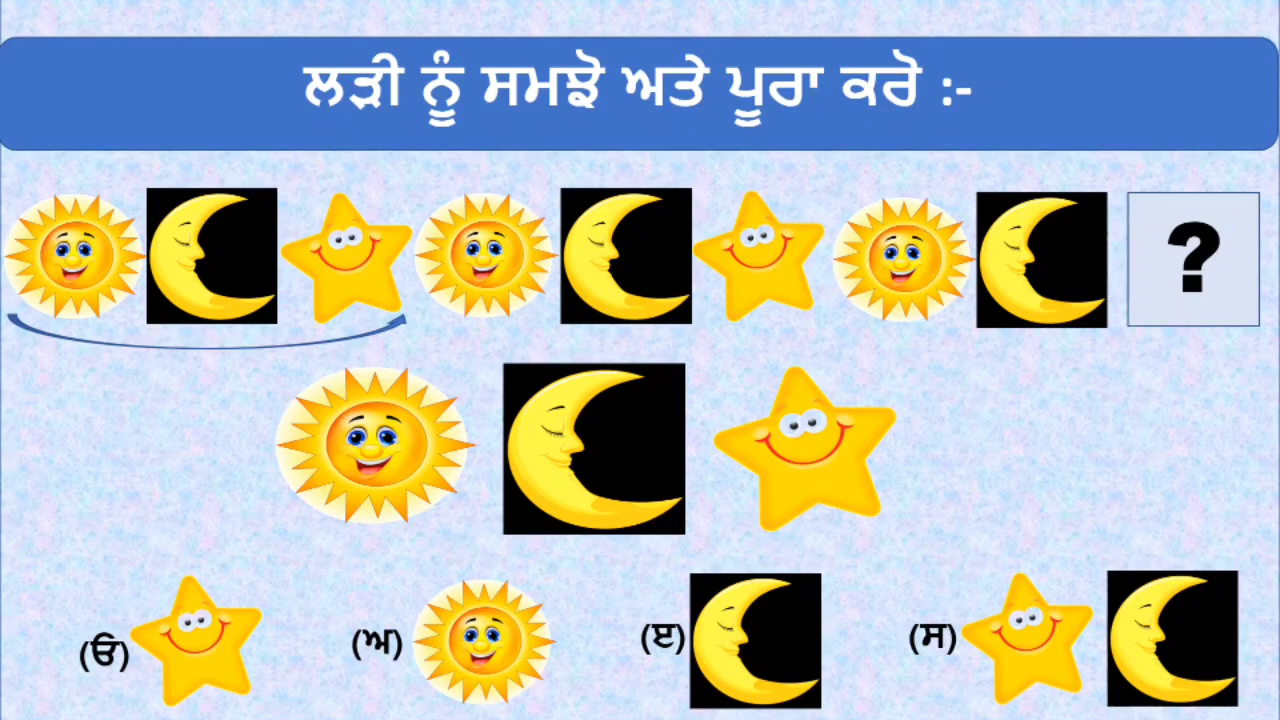 ਲੜੀ ਨੂੰ ਸਮਝੋ ਅਤੇ ਪੂਰਾ ਕਰੋ :-
?
(ੳ) (ਅ) (ੲ) (ਸ)